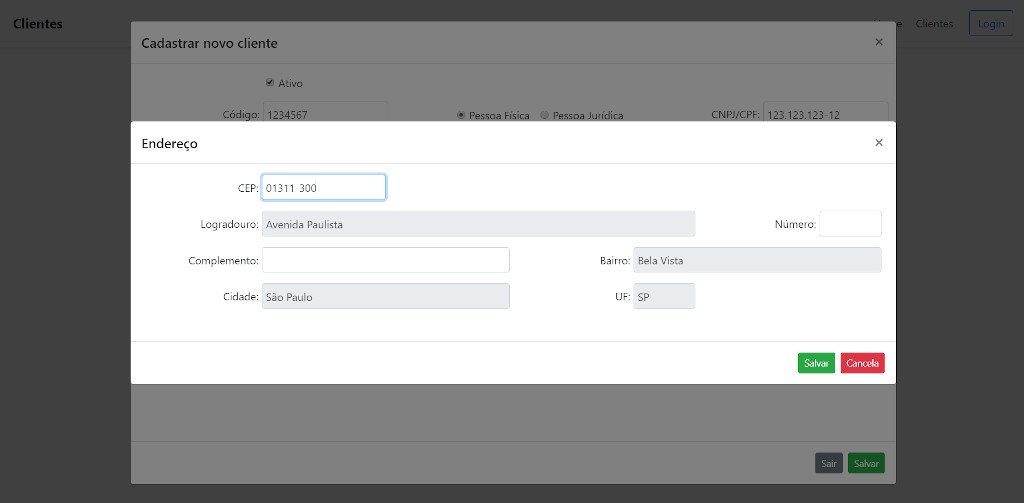 Clientes
Clientes
Login
Cadastrar novo cliente
×
Ativo
Código: 1234567
Pessoa Física
Pessoa Jurídica
CNPJ/CPF: 123.123.123-12
Endereço
×
CEP: 01311-300
Logradouro: Avenida Paulista
Número:
Complemento:
Bairro: Bela Vista
Cidade: São Paulo
UF: SP
Salvar
Cancela
Sair
Salvar